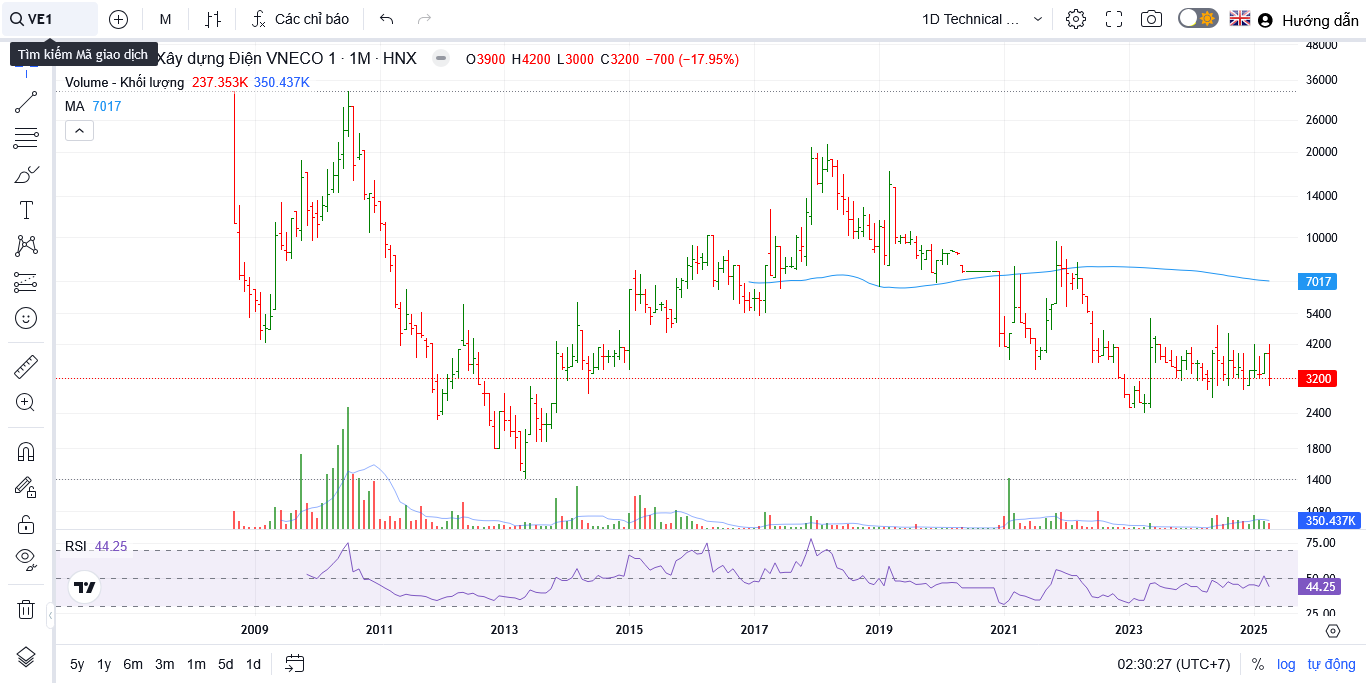 VE1
M
Các chỉ báo
1D Technical ...
Hướng dẫn
Tìm kiếm Mã giao dịch
Xây dựng Điện VNECO 1 · 1M · HNX
O3900 H4200 L3000 C3200 −700 (−17.95%)
Volume - Khối lượng 237.353K 350.437K
MA 7017
48000
36000
26000
20000
14000
10000
7017
5400
4200
3200
2400
1800
1400
1080
350.437K
RSI 44.25
75.00
50.00
44.25
25.00
2009
2011
2013
2015
2017
2019
2021
2023
2025
5y 1y 6m 3m 1m 5d 1d
02:30:27 (UTC+7)
%
log
tự động